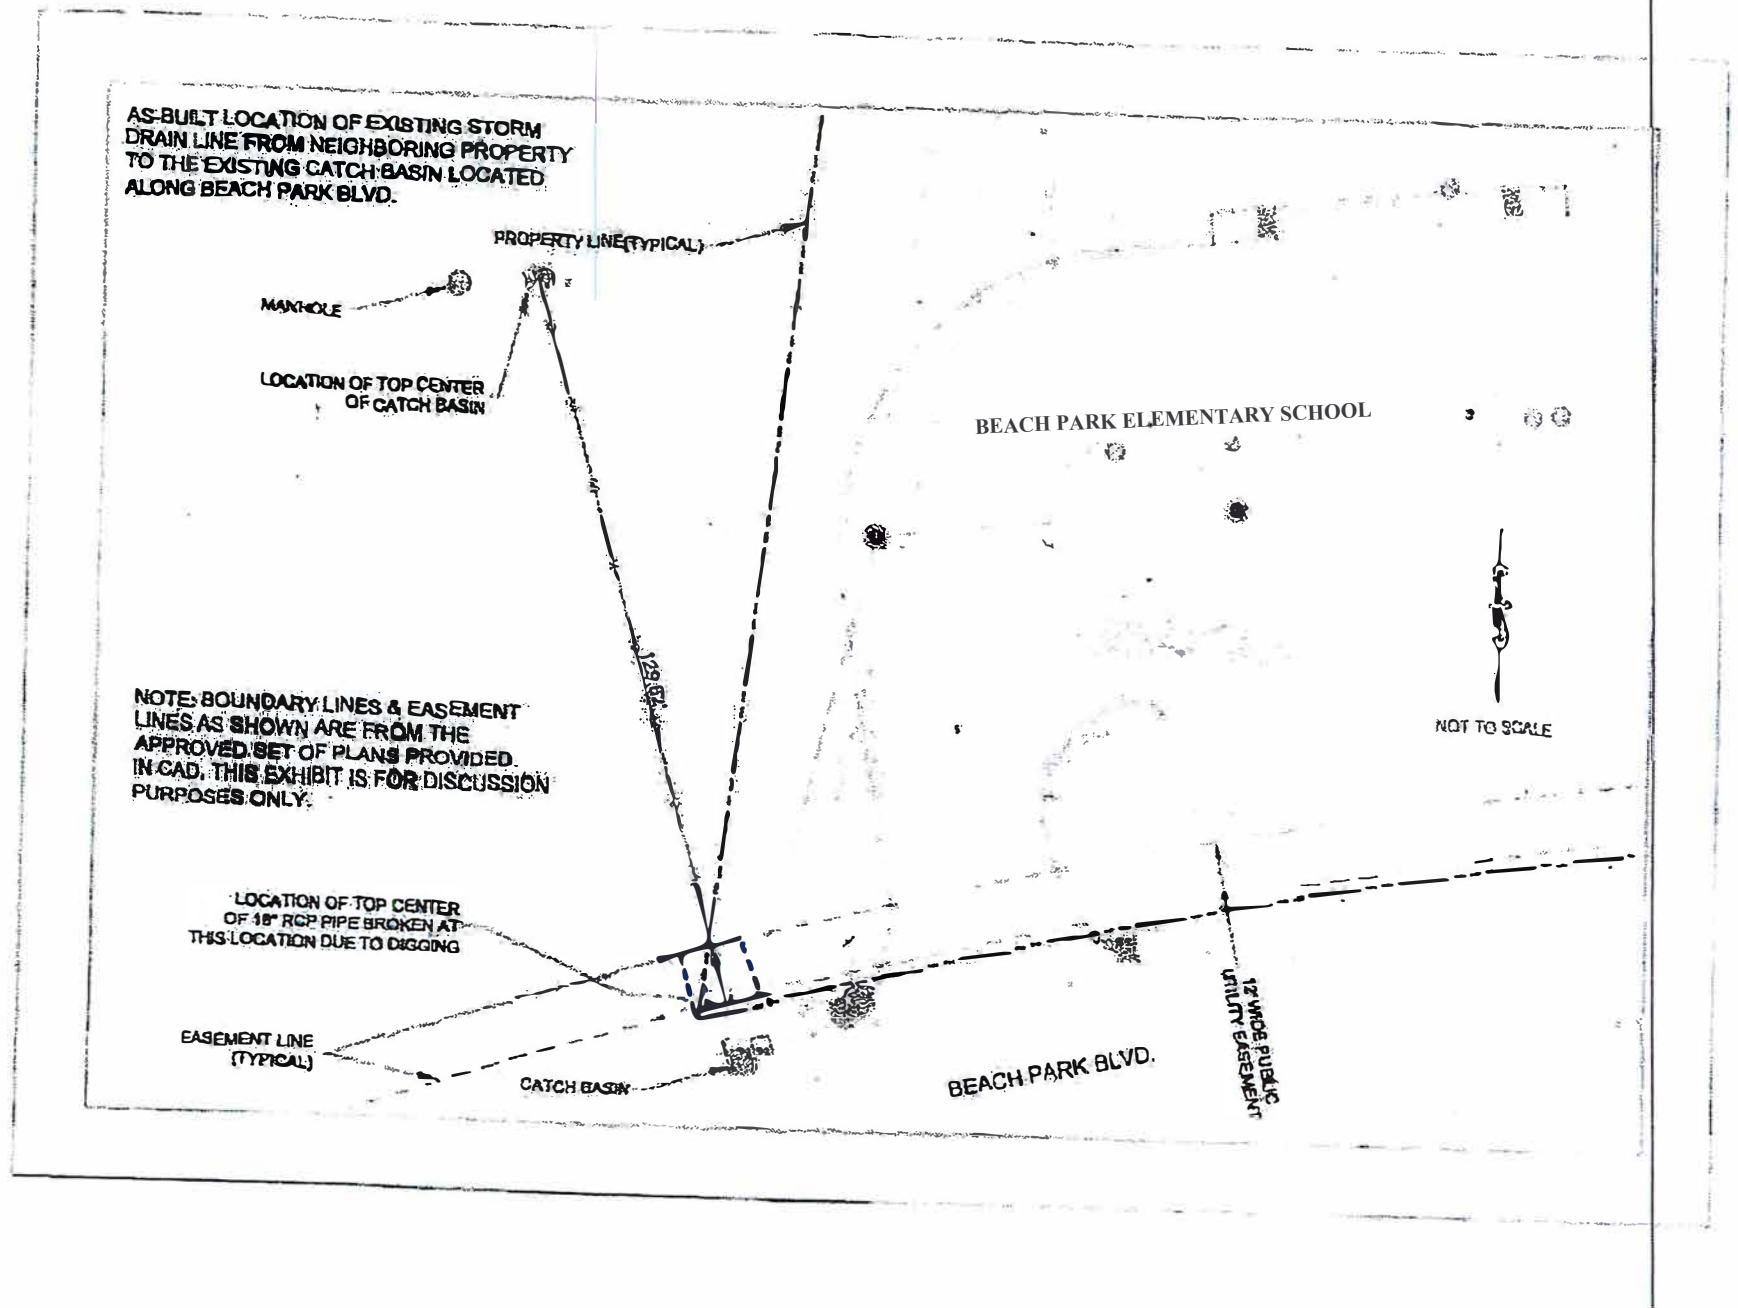 AS-BUILT LOCATION OF EXISTING STORM
DRAIN LINE FROM NEIGHBORING PROPERTY
TO THE EXISTING CATCH BASIN LOCATED
ALONG BEACH PARK BLVD.
PROPERTY LINE(TYPICAL)
MANHOLE
LOCATION OF TOP CENTER
OF CATCH BASIN
BEACH PARK ELEMENTARY SCHOOL
NOT TO SCALE
NOTE: BOUNDARY LINES & EASEMENT
LINES AS SHOWN ARE FROM THE
APPROVED SET OF PLANS PROVIDED
IN CAD, THIS EXHIBIT IS FOR DISCUSSION
PURPOSES ONLY.
LOCATION OF TOP CENTER
OF 18" RCP PIPE BROKEN AT
THIS LOCATION DUE TO DIGGING
EASEMENT LINE
(TYPICAL)
CATCH BASIN
BEACH PARK BLVD.
12' WIDE PUBLIC
UTILITY EASEMENT